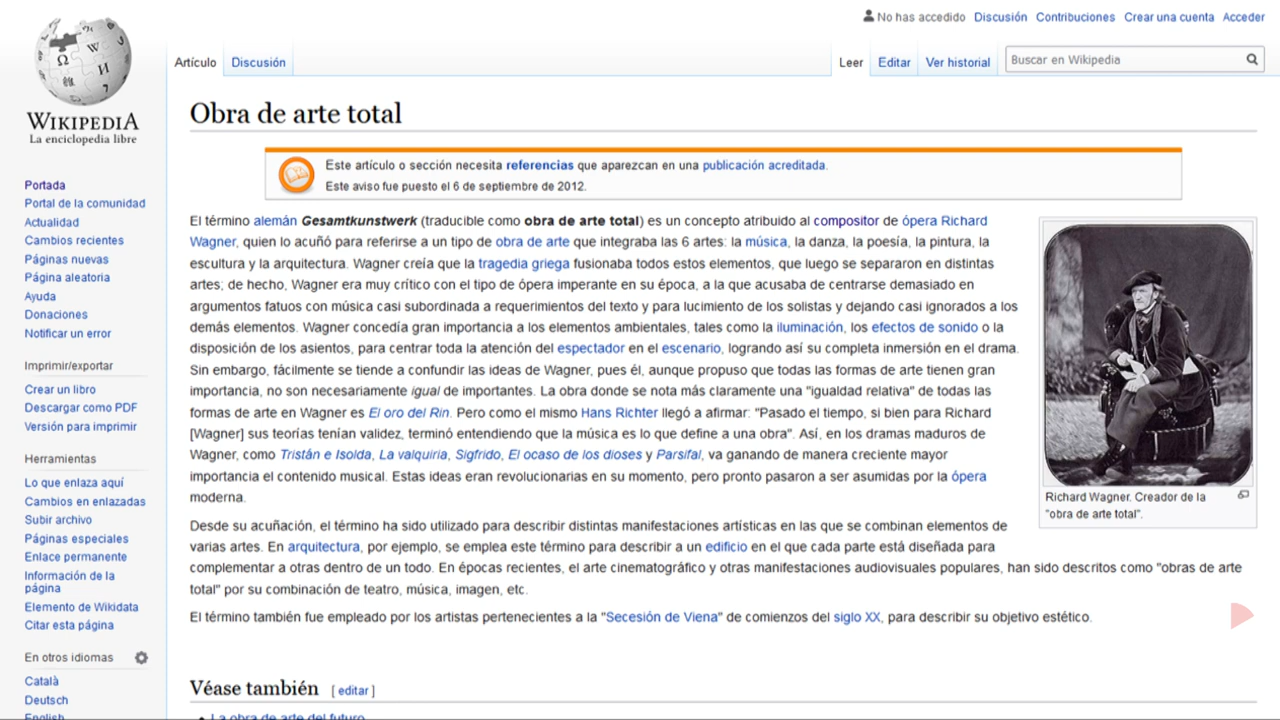 No has accedido Discusión Contribuciones Crear una cuenta Acceder
WIKIPEDIA
La enciclopedia libre
Artículo Discusión Leer Editar Ver historial Buscar en Wikipedia
Portada
Portal de la comunidad
Actualidad
Cambios recientes
Páginas nuevas
Página aleatoria
Ayuda
Donaciones
Notificar un error
Imprimir/exportar
Crear un libro
Descargar como PDF
Versión para imprimir
Herramientas
Lo que enlaza aquí
Cambios en enlazadas
Subir archivo
Páginas especiales
Enlace permanente
Información de la
página
Elemento de Wikidata
Citar esta página
En otros idiomas
Català
Deutsch
English
Obra de arte total
Este artículo o sección necesita referencias que aparezcan en una publicación acreditada.
Este aviso fue puesto el 6 de septiembre de 2012.
El término alemán Gesamtkunstwerk (traducible como obra de arte total) es un concepto atribuido al compositor de ópera Richard
Wagner, quien lo acuñó para referirse a un tipo de obra de arte que integraba las 6 artes: la música, la danza, la poesía, la pintura, la
escultura y la arquitectura. Wagner creía que la tragedia griega fusionaba todos estos elementos, que luego se separaron en distintas
artes; de hecho, Wagner era muy crítico con el tipo de ópera imperante en su época, a la que acusaba de centrarse demasiado en
argumentos fatuos con música casi subordinada a requerimientos del texto y para lucimiento de los solistas y dejando casi ignorados a los
demás elementos. Wagner concedía gran importancia a los elementos ambientales, tales como la iluminación, los efectos de sonido o la
disposición de los asientos, para centrar toda la atención del espectador en el escenario, logrando así su completa inmersión en el drama.
Sin embargo, fácilmente se tiende a confundir las ideas de Wagner, pues él, aunque propuso que todas las formas de arte tienen gran
importancia, no son necesariamente igual de importantes. La obra donde se nota más claramente una "igualdad relativa" de todas las
formas de arte en Wagner es El oro del Rin. Pero como el mismo Hans Richter llegó a afirmar: "Pasado el tiempo, si bien para Richard
[Wagner] sus teorías tenían validez, terminó entendiendo que la música es lo que define a una obra". Así, en los dramas maduros de
Wagner, como Tristán e Isolda, La valquiria, Sigfrido, El ocaso de los dioses y Parsifal, va ganando de manera creciente mayor
importancia el contenido musical. Estas ideas eran revolucionarias en su momento, pero pronto pasaron a ser asumidas por la ópera
moderna.
Richard Wagner. Creador de la
"obra de arte total".
Desde su acuñación, el término ha sido utilizado para describir distintas manifestaciones artísticas en las que se combinan elementos de
varias artes. En arquitectura, por ejemplo, se emplea este término para describir a un edificio en el que cada parte está diseñada para
complementar a otras dentro de un todo. En épocas recientes, el arte cinematográfico y otras manifestaciones audiovisuales populares, han sido descritos como "obras de arte
total" por su combinación de teatro, música, imagen, etc.
El término también fue empleado por los artistas pertenecientes a la "Secesión de Viena" de comienzos del siglo XX, para describir su objetivo estético.
Véase también [ editar ]
La obra de arte del futuro